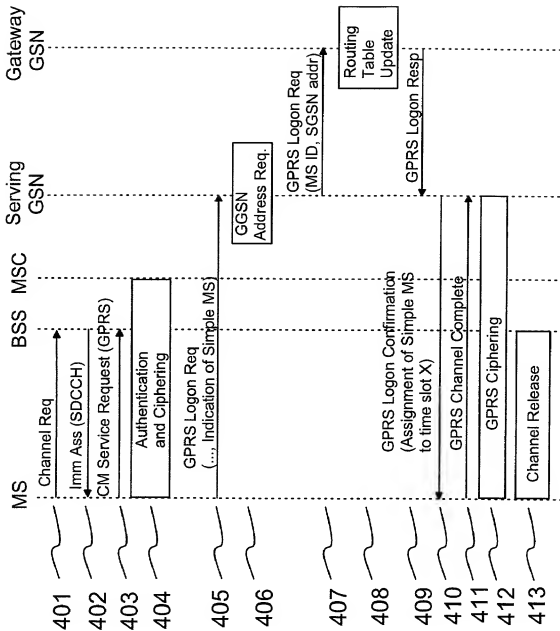 MS
BSS
MSC
Serving
GSN
Gateway
GSN
401
Channel Req
402
Imm Ass (SDCCH)
403
CM Service Request (GPRS)
404
Authentication
and Ciphering
405
GPRS Logon Req
(..., Indication of Simple MS)
406
GGSN
Address Req.
407
GPRS Logon Req
(MS ID, SGSN addr)
408
Routing
Table
Update
409
GPRS Logon Resp
410
GPRS Logon Confirmation
(Assignment of Simple MS
to time slot X)
411
GPRS Channel Complete
412
GPRS Ciphering
413
Channel Release